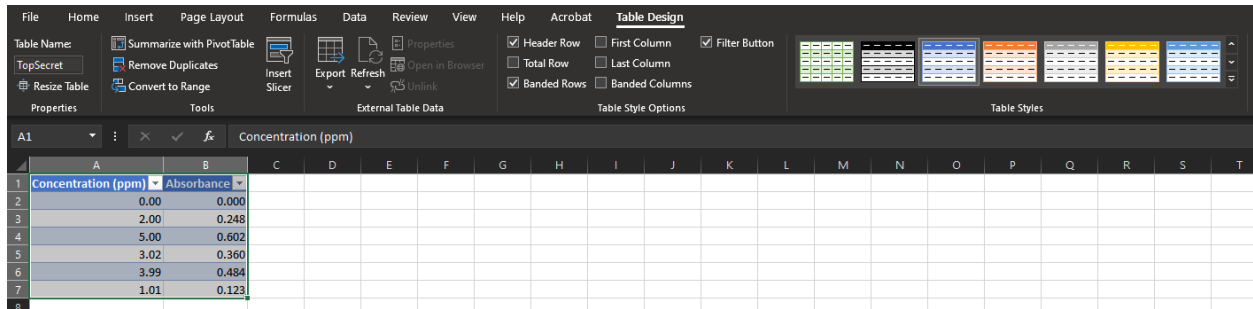 File Home Insert Page Layout Formulas Data Review View Help Acrobat Table Design
Table Name:
TopSecret
Resize Table
Properties
Summarize with PivotTable
Remove Duplicates
Convert to Range
Insert
Slicer
Tools
Export Refresh
Properties
Open in Browser
Unlink
External Table Data
Header Row First Column Filter Button
Total Row Last Column
Banded Rows Banded Columns
Table Style Options
Table Styles
A1 fx Concentration (ppm)
A B C D E F G H I J K L M N O P Q R S T
1 Concentration (ppm) Absorbance
2 0.00 0.000
3 2.00 0.248
4 5.00 0.602
5 3.02 0.360
6 3.99 0.484
7 1.01 0.123
8